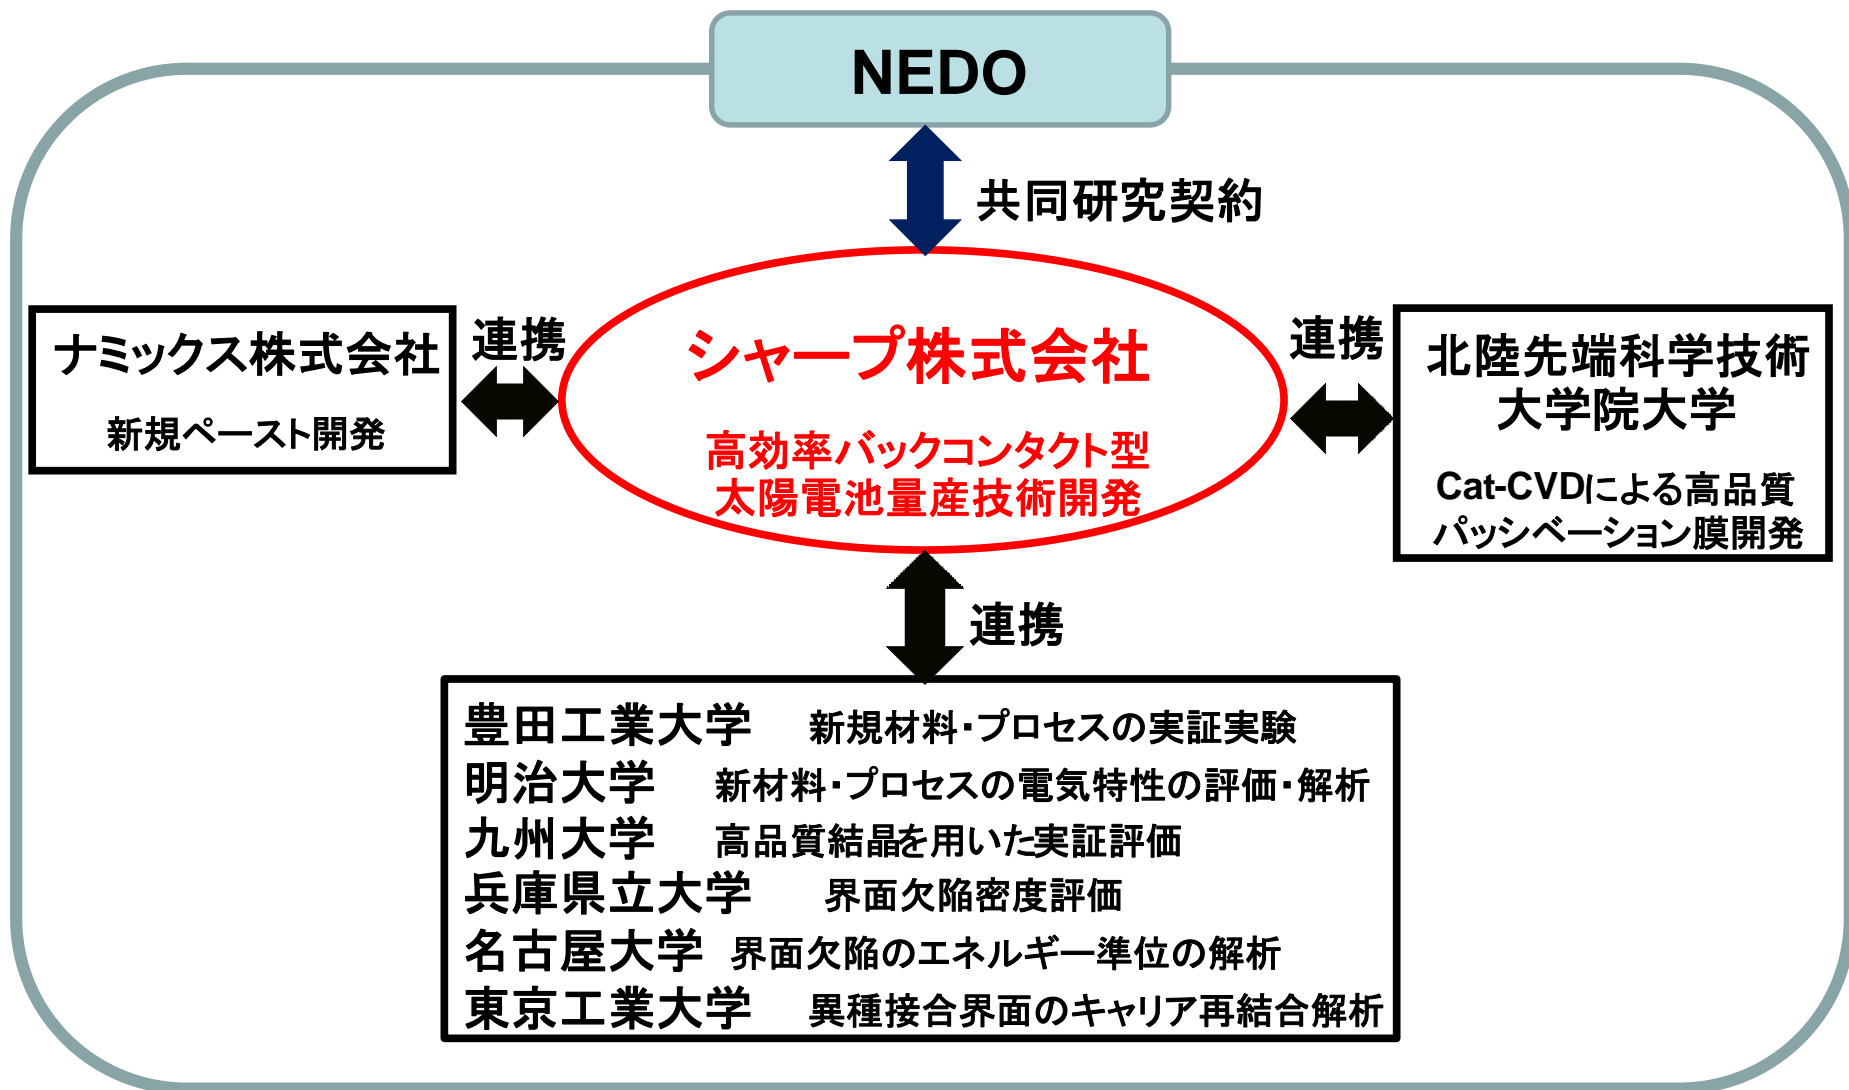 NEDO
共同研究契約
ナミックス株式会社
新規ペースト開発
連携
シャープ株式会社
高効率バックコンタクト型
太陽電池量産技術開発
連携
北陸先端科学技術
大学院大学
Cat-CVDによる高品質
パッシベーション膜開発
連携
豊田工業大学 新規材料・プロセスの実証実験
明治大学 新材料・プロセスの電気特性の評価・解析
九州大学 高品質結晶を用いた実証評価
兵庫県立大学 界面欠陥密度評価
名古屋大学 界面欠陥のエネルギー準位の解析
東京工業大学 異種接合界面のキャリア再結合解析